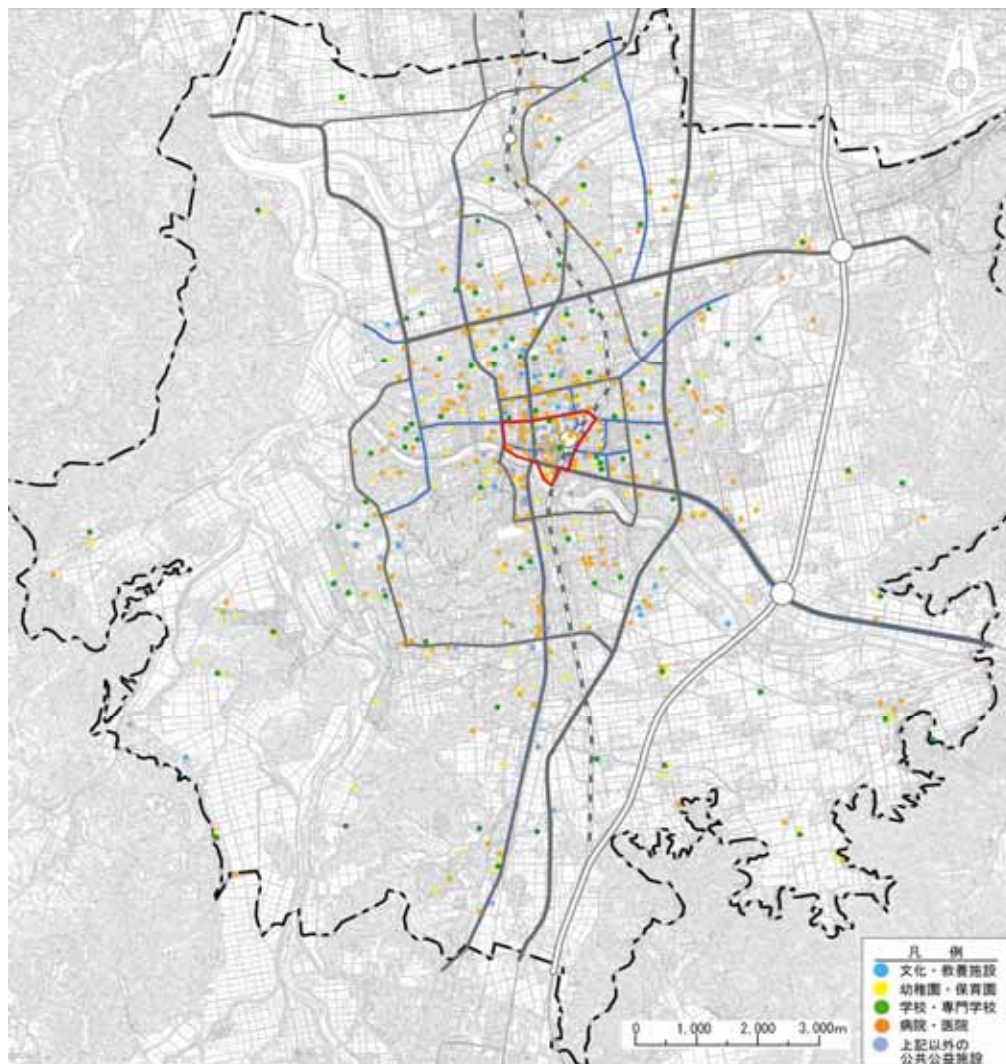 凡 例
文化・教養施設
幼稚園・保育園
学校・専門学校
病院・医院
上記以外の
公共公益施設
0 1,000 2,000 3,000m